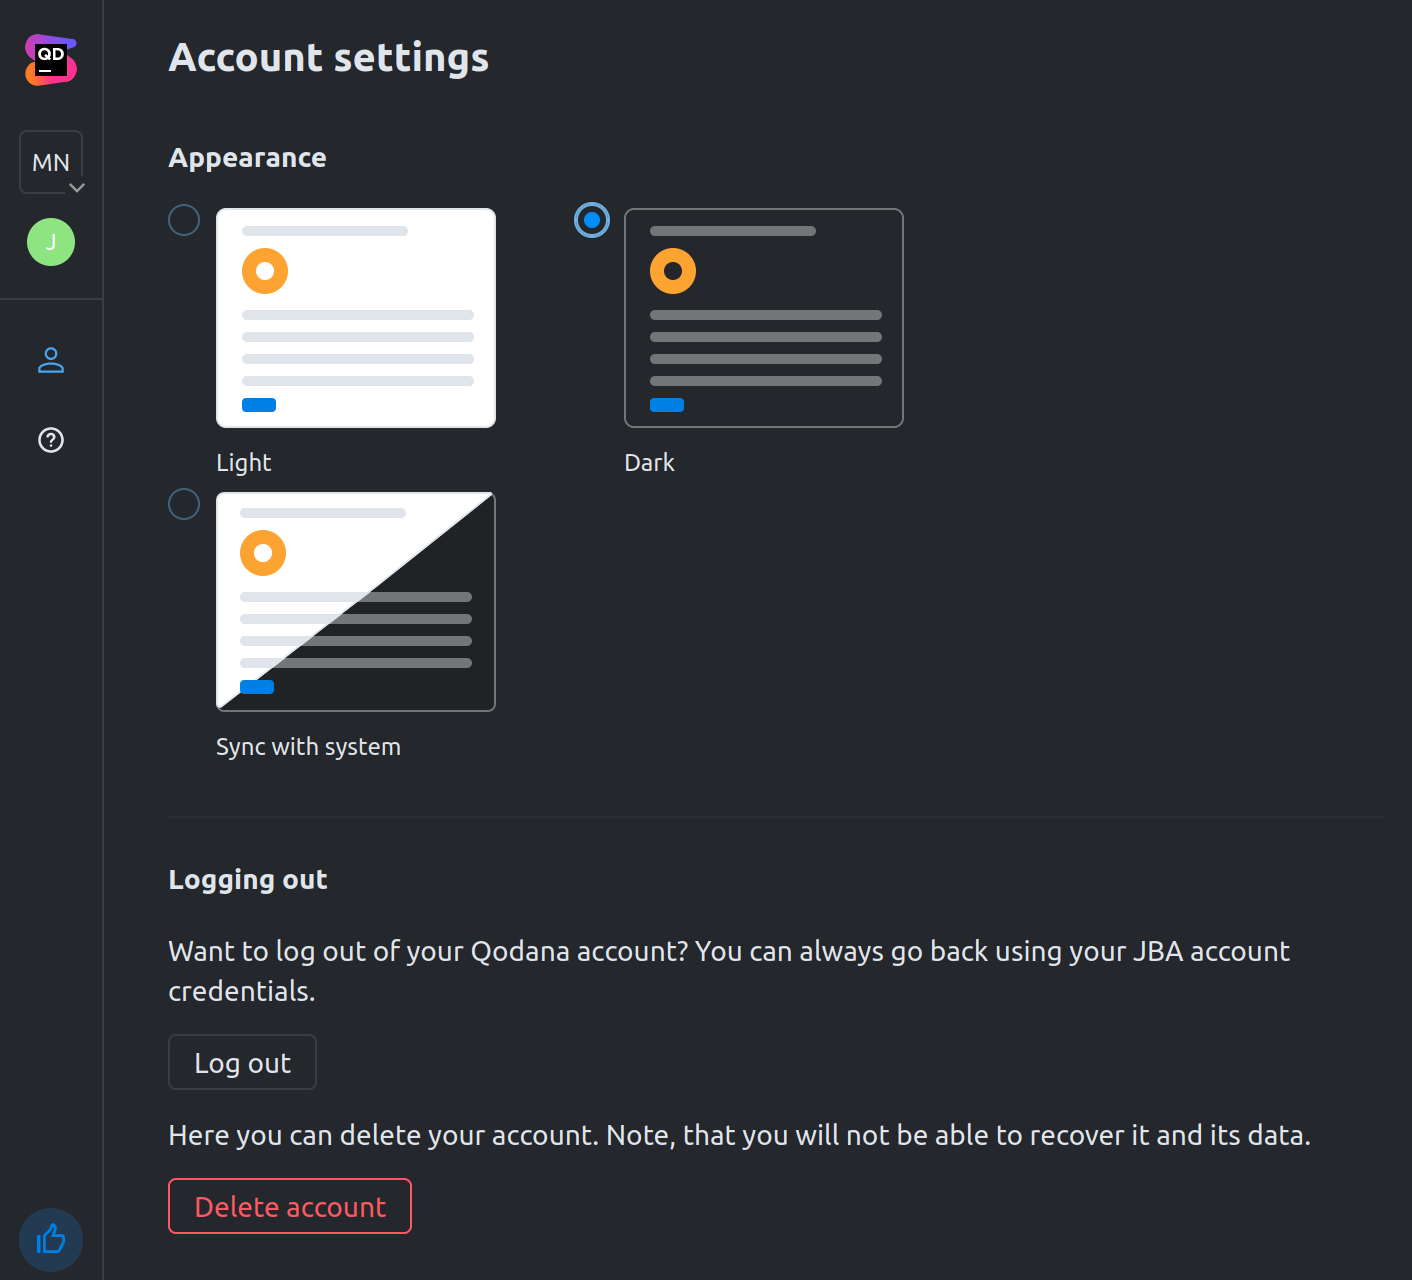 QD
Account settings
MN
J
Appearance
Light
Dark
Sync with system
Logging out
Want to log out of your Qodana account? You can always go back using your JBA account
credentials.
Log out
Here you can delete your account. Note, that you will not be able to recover it and its data.
Delete account